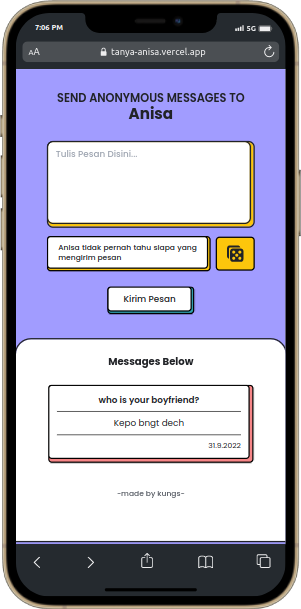 7:06 PM
5G
AA
tanya-anisa.vercel.app
SEND ANONYMOUS MESSAGES TO
Anisa
Tulis Pesan Disini...
Anisa tidak pernah tahu siapa yang
mengirim pesan
Kirim Pesan
Messages Below
who is your boyfriend?
Kepo bngt dech
31.9.2022
-made by kungs-